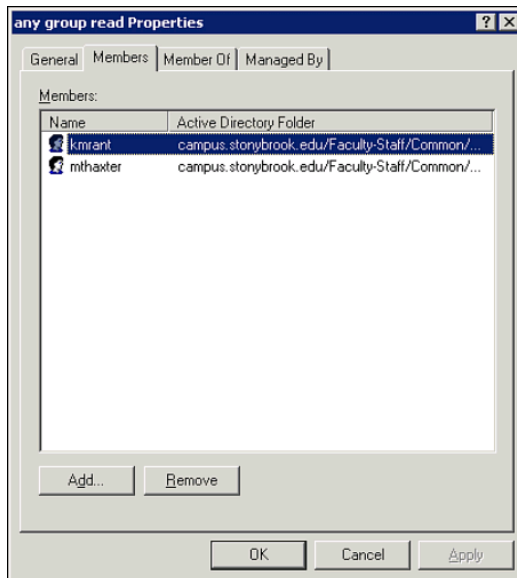 any group read Properties
General Members Member Of Managed By
Members:
Name Active Directory Folder
kmrant campus.stonybrook.edu/Faculty-Staff/Common/...
mthaxter campus.stonybrook.edu/Faculty-Staff/Common/...
Add... Remove
OK Cancel Apply